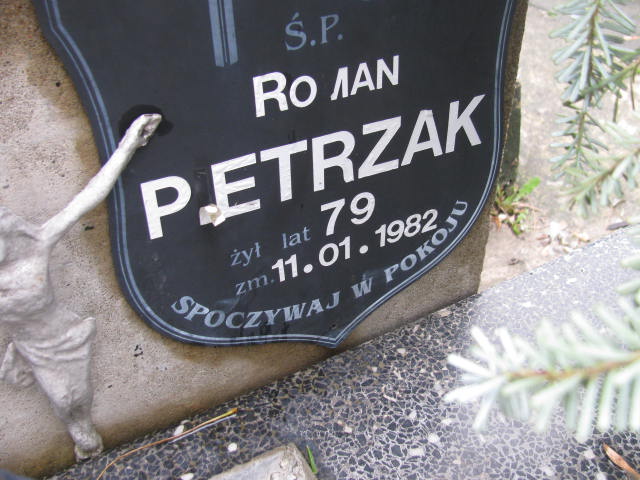 Ś.P.
ROMAN
PIETRZAK
żył lat 79
zm. 11.01.1982
SPOCZYWAJ W POKOJU